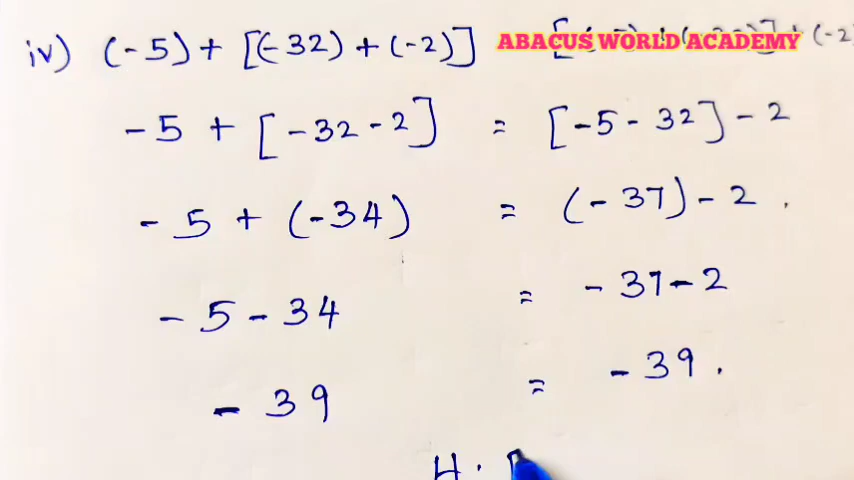 iv) (-5) + [(-32) + (-2)] ABACUS WORLD ACADEMY + (-2
-5 + [-32-2] = [-5-32]-2
-5 + (-34) = (-37)-2.
-5-34 = -37-2
-39 = -39.
H.